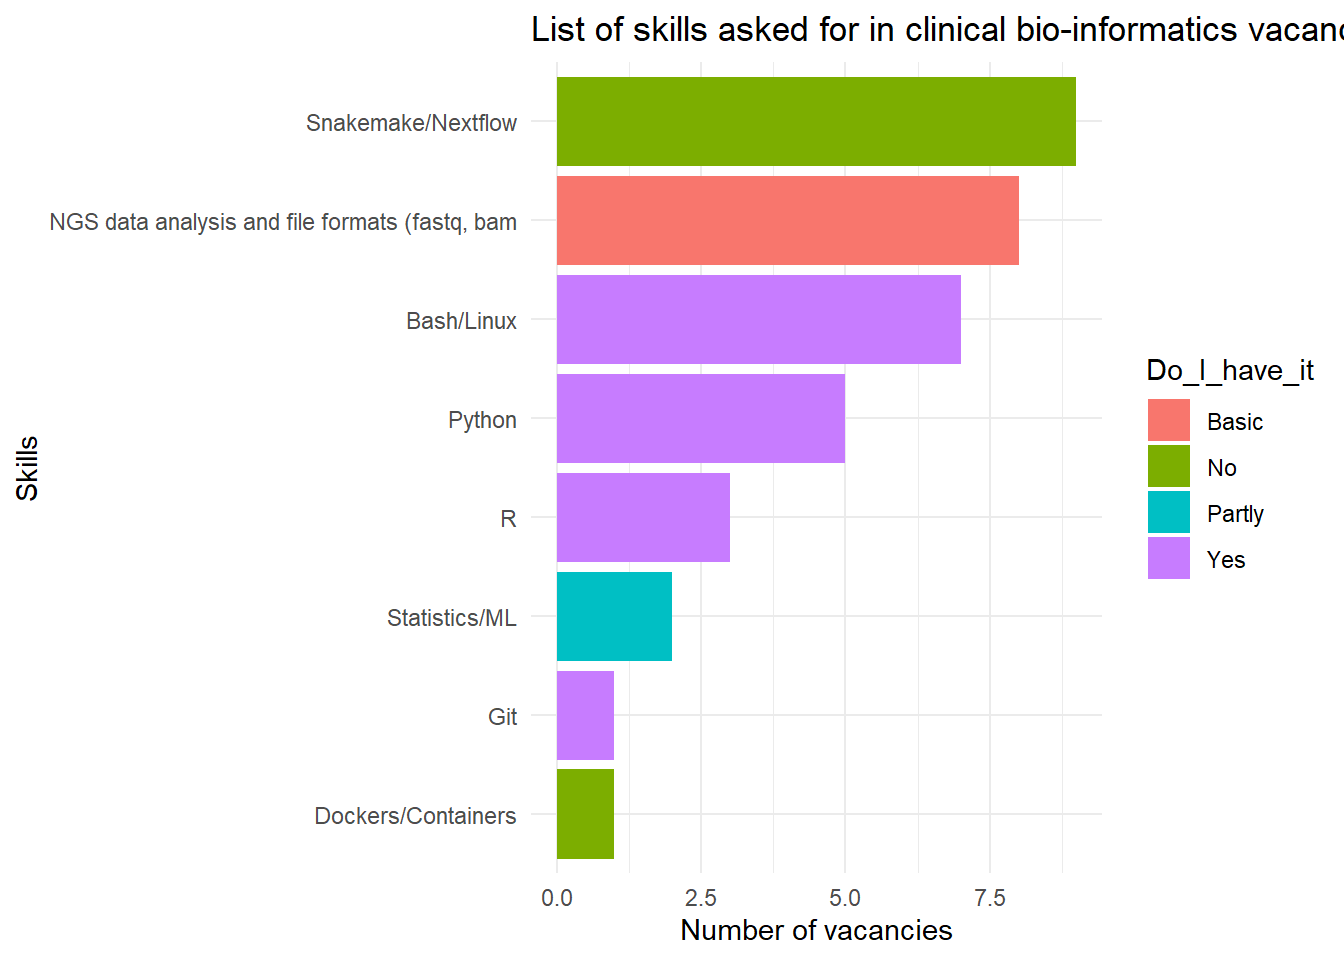 List of skills asked for in clinical bio-informatics
Snakemake/Nextflow
NGS data analysis and file formats (fastq, bam
Bash/Linux
Python
R
Statistics/ML
Git
Dockers/Containers
Skills
0.0 2.5 5.0 7.5
Number of vacancies
Do_I_have_it
Basic
No
Partly
Yes